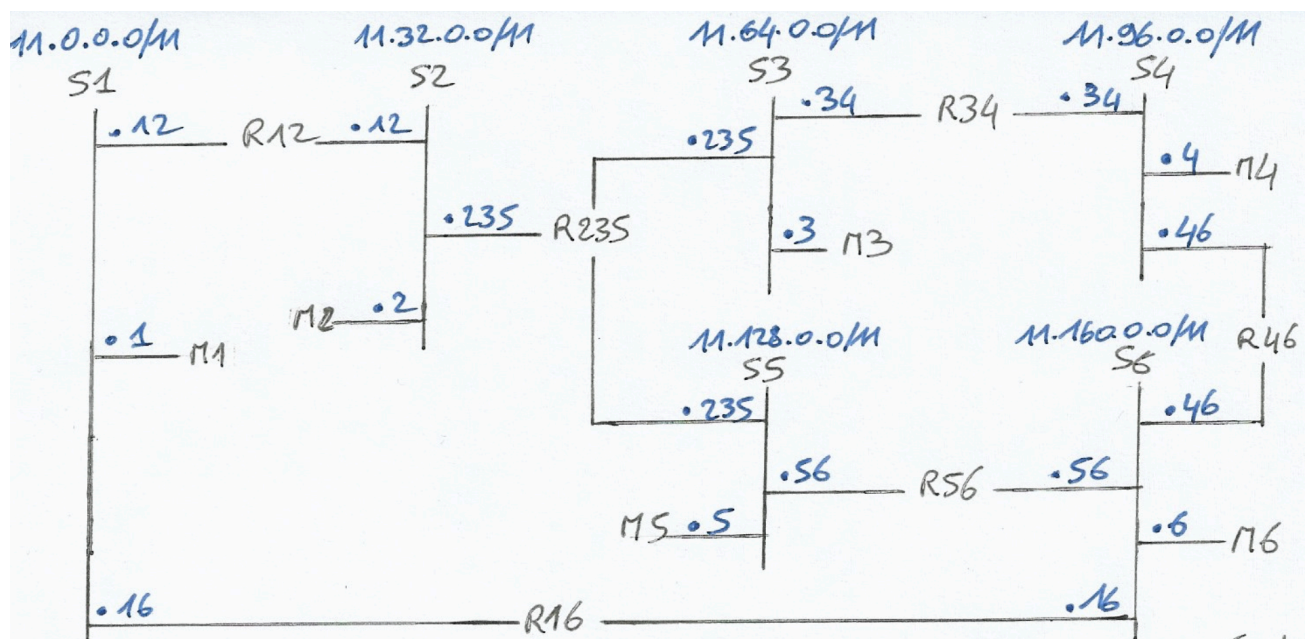 11.0.0.0/11 11.32.0.0/11 11.64.0.0/11 11.96.0.0/11
S1 S2 S3 S4
.12 R12 .12 .34 R34 .34
.235 .4 M4
.235 R235 .3 M3 .46
M2 .2
.1 M1 11.128.0.0/11 11.160.0.0/11 R46
S5 S6
.235 .46
.56 R56 .56
M5 .5 .6 M6
.16 R16 .16